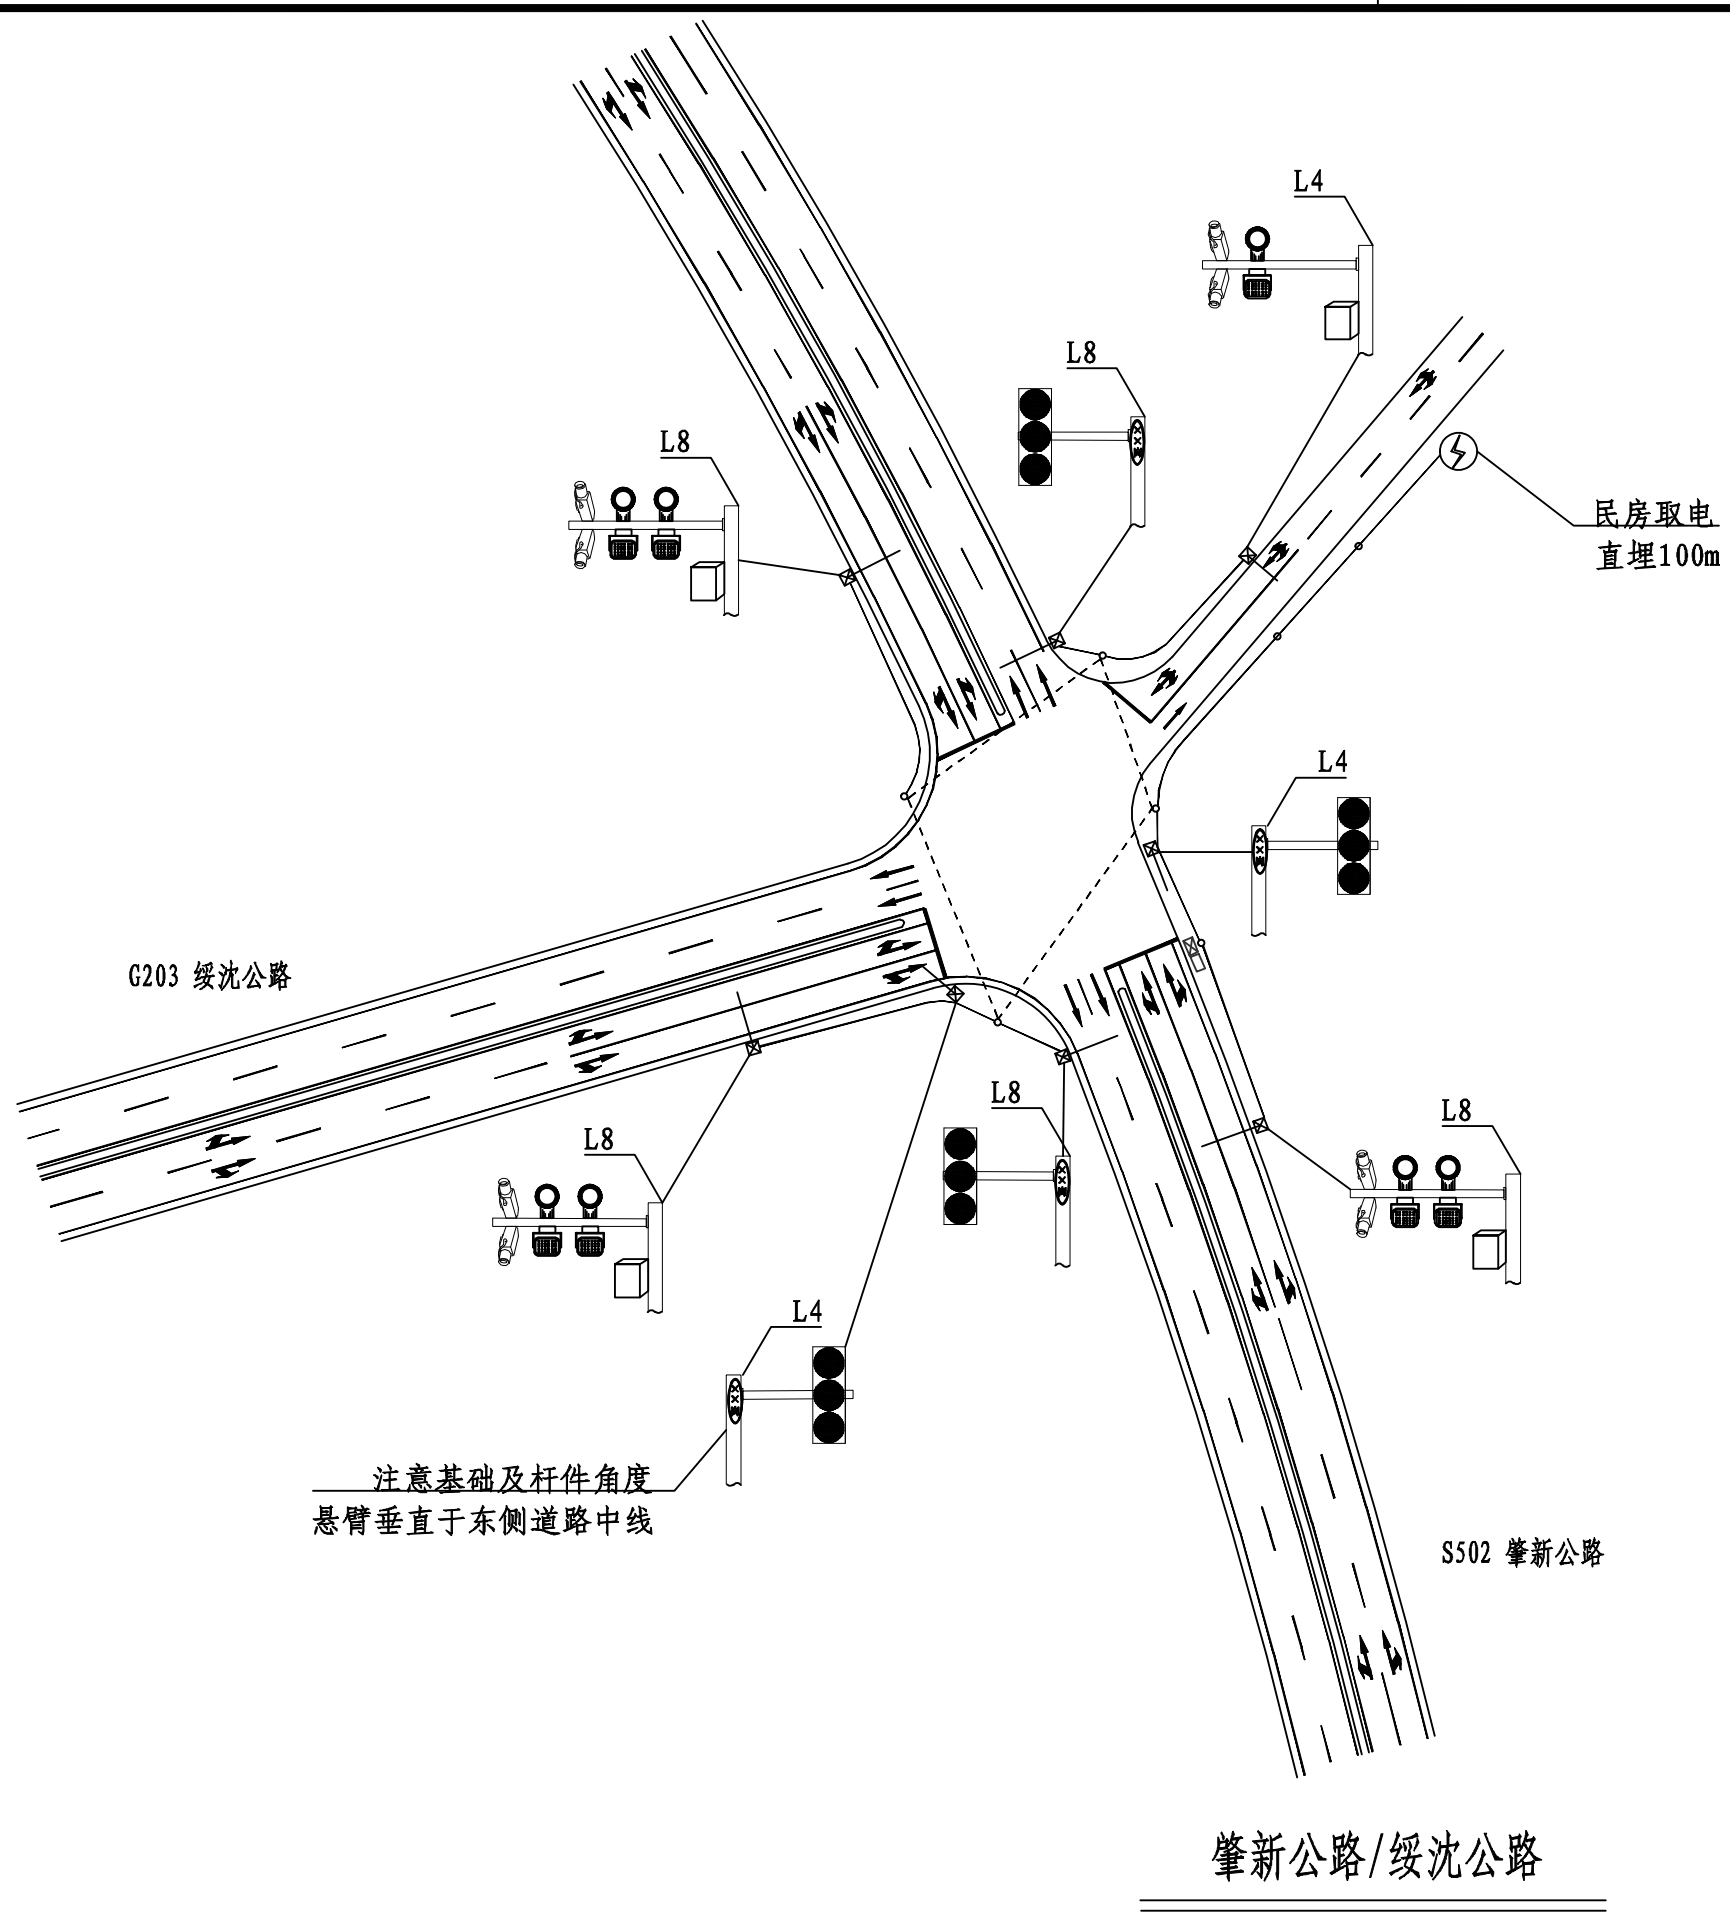 L4
L8
L8
民房取电
直埋100m
L4
G203 绥沈公路
L8
L8
L8
L4
注意基础及杆件角度
悬臂垂直于东侧道路中线
S502 肇新公路
肇新公路/绥沈公路